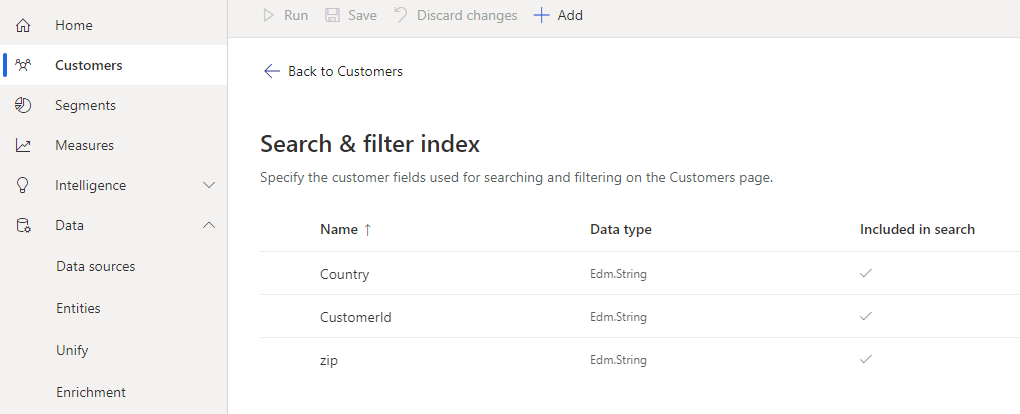 Home
Customers
Segments
Measures
Intelligence
Data
Data sources
Entities
Unify
Enrichment
Run Save Discard changes Add
Back to Customers
Search & filter index
Specify the customer fields used for searching and filtering on the Customers page.
Name ↑ Data type Included in search
Country Edm.String
CustomerId Edm.String
zip Edm.String